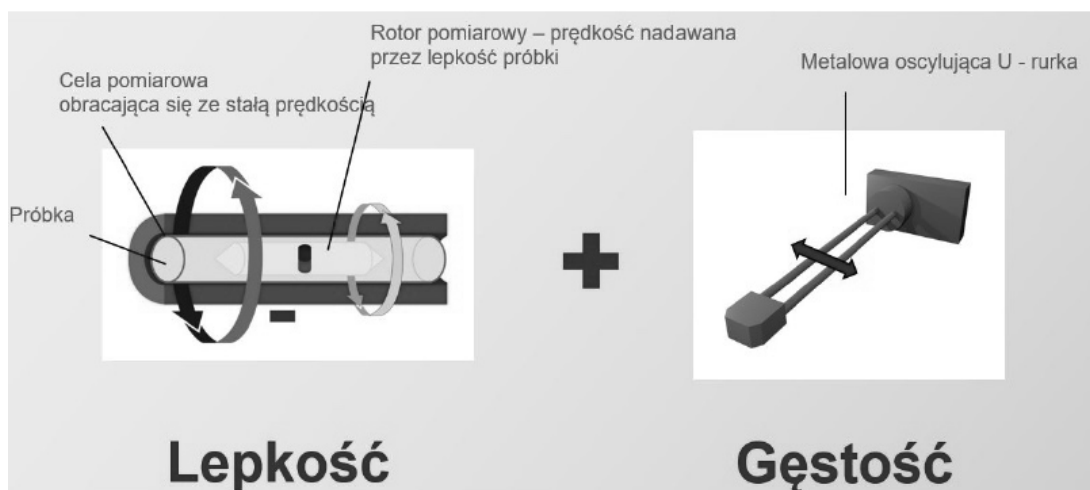 Rotor pomiarowy – prędkość nadawana
przez lepkość próbki
Cela pomiarowa
obracająca się ze stałą prędkością
Metalowa oscylująca U - rurka
Próbka
Lepkość
Gęstość